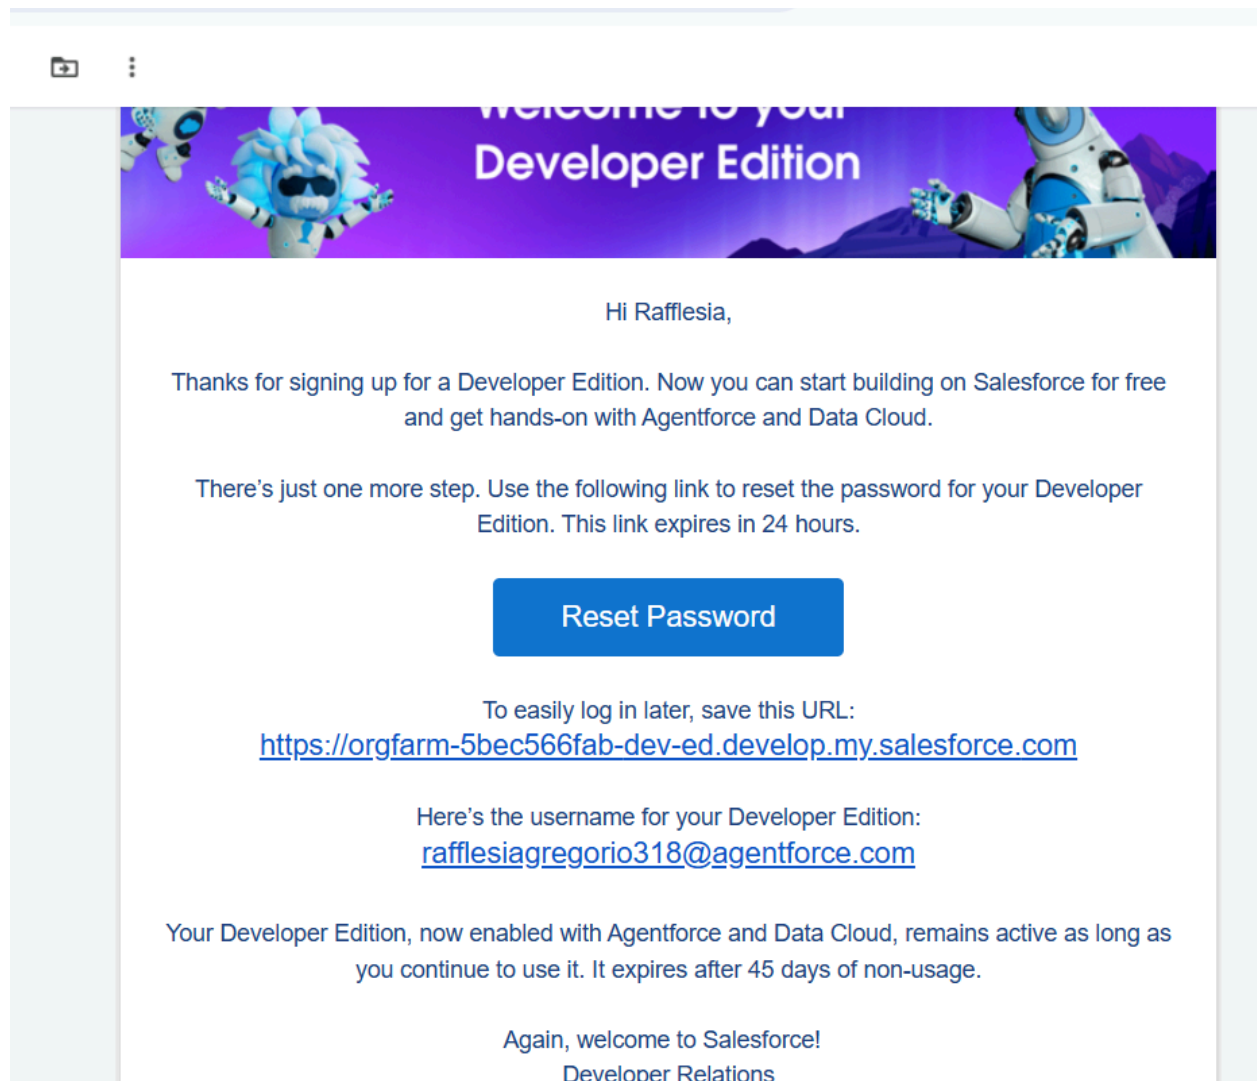 Welcome to your
Developer Edition
Hi Rafflesia,
Thanks for signing up for a Developer Edition. Now you can start building on Salesforce for free
and get hands-on with Agentforce and Data Cloud.
There’s just one more step. Use the following link to reset the password for your Developer
Edition. This link expires in 24 hours.
Reset Password
To easily log in later, save this URL:
https://orgfarm-5bec566fab-dev-ed.develop.my.salesforce.com
Here’s the username for your Developer Edition:
rafflesiagregorio318@agentforce.com
Your Developer Edition, now enabled with Agentforce and Data Cloud, remains active as long as
you continue to use it. It expires after 45 days of non-usage.
Again, welcome to Salesforce!
Developer Relations